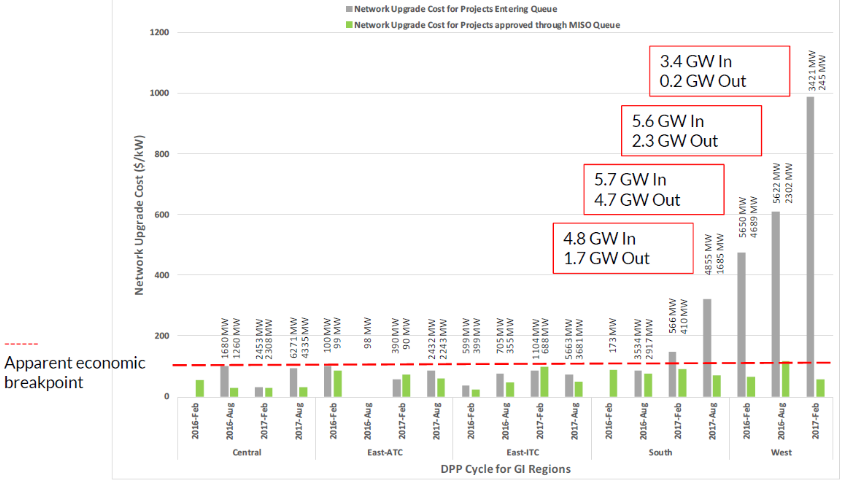 Network Upgrade Cost for Projects Entering Queue
Network Upgrade Cost for Projects approved through MISO Queue
1200
1000
800
600
400
200
0
Network Upgrade Cost ($/kW)
3.4 GW In
0.2 GW Out
5.6 GW In
2.3 GW Out
5.7 GW In
4.7 GW Out
4.8 GW In
1.7 GW Out
1680 MW
1260 MW
2453 MW
2308 MW
6271 MW
4335 MW
100 MW
99 MW
98 MW
390 MW
90 MW
2432 MW
2243 MW
599 MW
399 MW
705 MW
355 MW
1104 MW
688 MW
5663 MW
3681 MW
173 MW
3534 MW
2917 MW
566 MW
410 MW
4855 MW
1685 MW
5650 MW
4689 MW
5622 MW
2302 MW
3421 MW
245 MW
Apparent economic
breakpoint
2016-Feb
2016-Aug
2017-Feb
2017-Aug
2016-Feb
2016-Aug
2017-Feb
2017-Aug
2016-Feb
2016-Aug
2017-Feb
2017-Aug
2016-Feb
2016-Aug
2017-Feb
2017-Aug
2016-Feb
2016-Aug
2017-Feb
Central
East-ATC
East-ITC
South
West
DPP Cycle for GI Regions